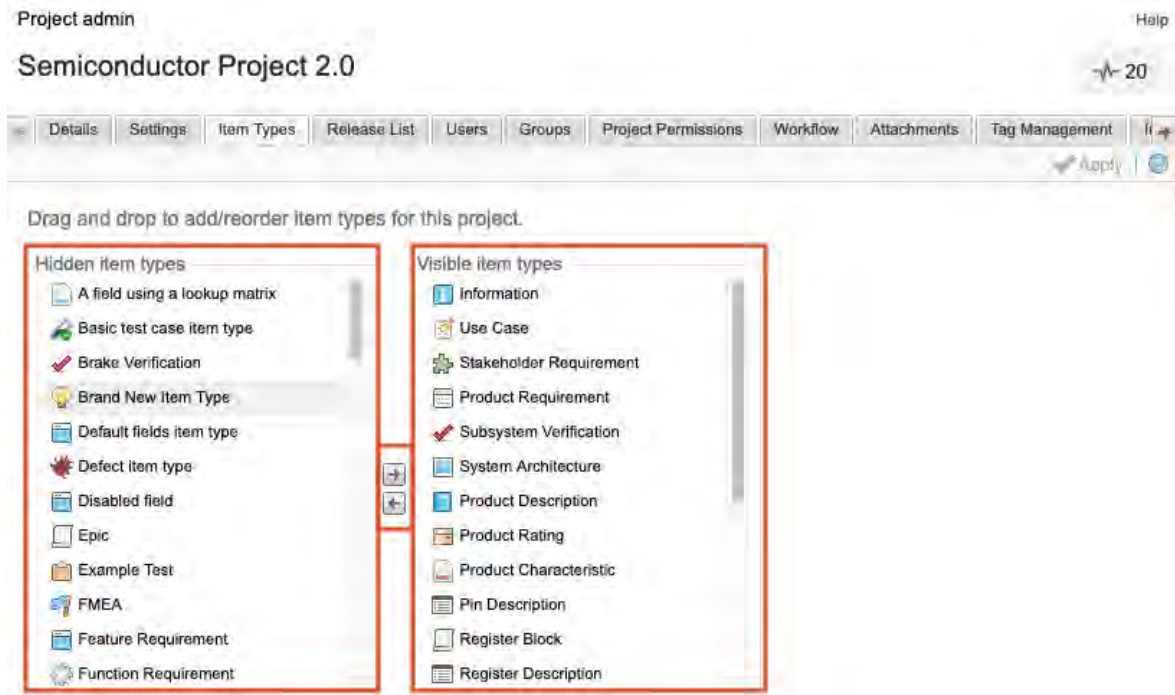 Project admin
Help
Semiconductor Project 2.0
20
Details Settings Item Types Release List Users Groups Project Permissions Workflow Attachments Tag Management
Apply
Drag and drop to add/reorder item types for this project.
Hidden item types
A field using a lookup matrix
Basic test case item type
Brake Verification
Brand New Item Type
Default fields item type
Defect item type
Disabled field
Epic
Example Test
FMEA
Feature Requirement
Function Requirement
Visible item types
Information
Use Case
Stakeholder Requirement
Product Requirement
Subsystem Verification
System Architecture
Product Description
Product Rating
Product Characteristic
Pin Description
Register Block
Register Description